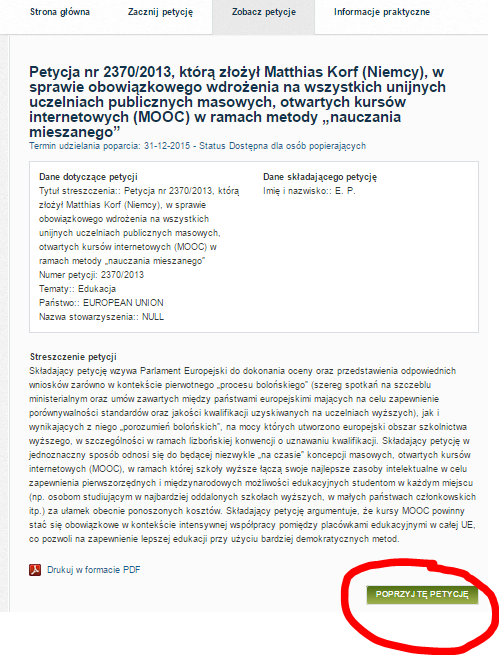 Strona główna Zacznij petycję Zobacz petycje Informacje praktyczne
Petycja nr 2370/2013, którą złożył Matthias Korf (Niemcy), w
sprawie obowiązkowego wdrożenia na wszystkich unijnych
uczelniach publicznych masowych, otwartych kursów
internetowych (MOOC) w ramach metody „nauczania
mieszanego”
Termin udzielania poparcia: 31-12-2015 - Status Dostępna dla osób popierających
Dane dotyczące petycji
Tytuł streszczenia:: Petycja nr 2370/2013, którą
złożył Matthias Korf (Niemcy), w sprawie
obowiązkowego wdrożenia na wszystkich
unijnych uczelniach publicznych masowych,
otwartych kursów internetowych (MOOC) w
ramach metody „nauczania mieszanego”
Numer petycji: 2370/2013
Tematy:: Edukacja
Państwo:: EUROPEAN UNION
Nazwa stowarzyszenia:: NULL
Dane składającego petycję
Imię i nazwisko:: E. P.
Streszczenie petycji
Składający petycję wzywa Parlament Europejski do dokonania oceny oraz przedstawienia odpowiednich
wniosków zarówno w kontekście pierwotnego „procesu bolońskiego” (szereg spotkań na szczeblu
ministerialnym oraz umów zawartych między państwami europejskimi mających na celu zapewnienie
porównywalności standardów oraz jakości kwalifikacji uzyskiwanych na uczelniach wyższych), jak i
wynikających z niego „porozumień bolońskich”, na mocy których utworzono europejski obszar szkolnictwa
wyższego, w szczególności w ramach lizbońskiej konwencji o uznawaniu kwalifikacji. Składający petycję w
jednoznaczny sposób odnosi się do będącej niezwykle „na czasie” koncepcji masowych, otwartych kursów
internetowych (MOOC), w ramach której szkoły wyższe łączą swoje najlepsze zasoby intelektualne w celu
zapewnienia pierwszorzędnych i międzynarodowych możliwości edukacyjnych studentom w każdym miejscu
(np. osobom studiującym w najbardziej oddalonych szkołach wyższych, w małych państwach członkowskich
itp.) za ułamek obecnie ponoszonych kosztów. Składający petycję argumentuje, że kursy MOOC powinny
stać się obowiązkowe w kontekście intensywnej współpracy pomiędzy placówkami edukacyjnymi w całej UE,
co pozwoli na zapewnienie lepszej edukacji przy użyciu bardziej demokratycznych metod.
Drukuj w formacie PDF
POPRZYJ TĘ PETYCJĘ